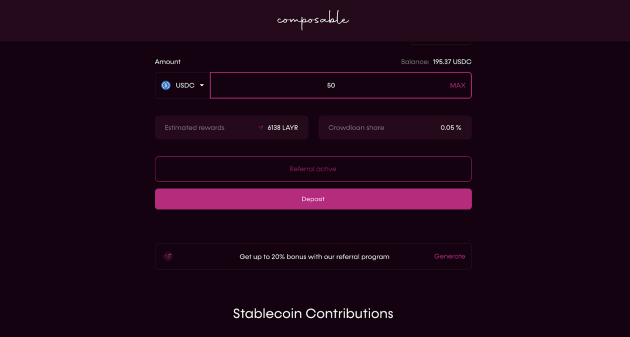 composable
Amount
Balance: 195.37 USDC
USDC 50 MAX
Estimated rewards 6138 LAYR
Crowdloan share 0.05 %
Referral active
Deposit
Get up to 20% bonus with our referral program Generate
Stablecoin Contributions